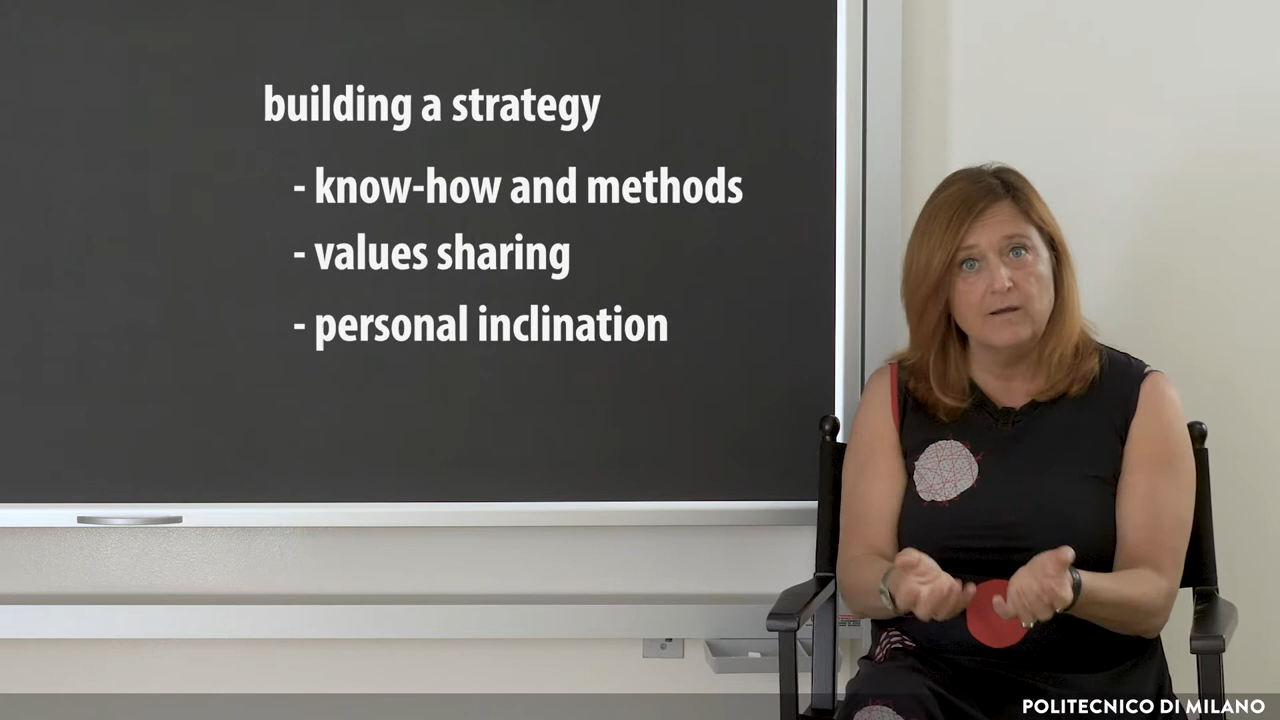 building a strategy
- know-how and methods
- values sharing
- personal inclination
POLITECNICO DI MILANO